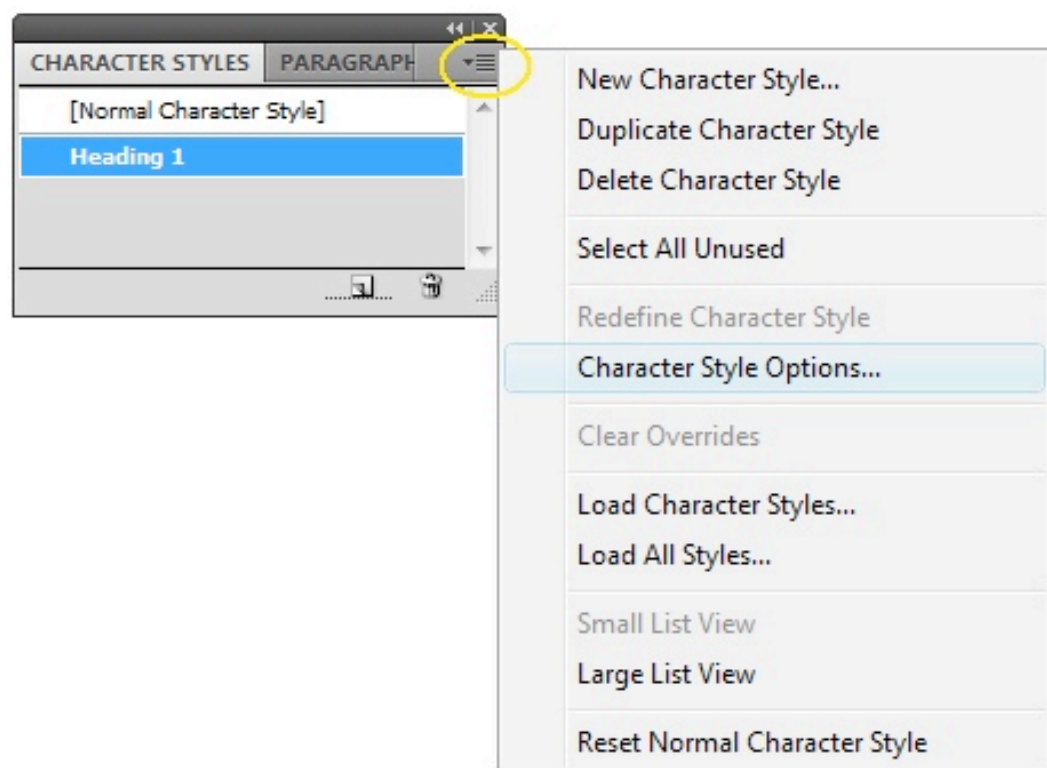 CHARACTER STYLES PARAGRAPH
[Normal Character Style]
Heading 1
New Character Style...
Duplicate Character Style
Delete Character Style
Select All Unused
Redefine Character Style
Character Style Options...
Clear Overrides
Load Character Styles...
Load All Styles...
Small List View
Large List View
Reset Normal Character Style